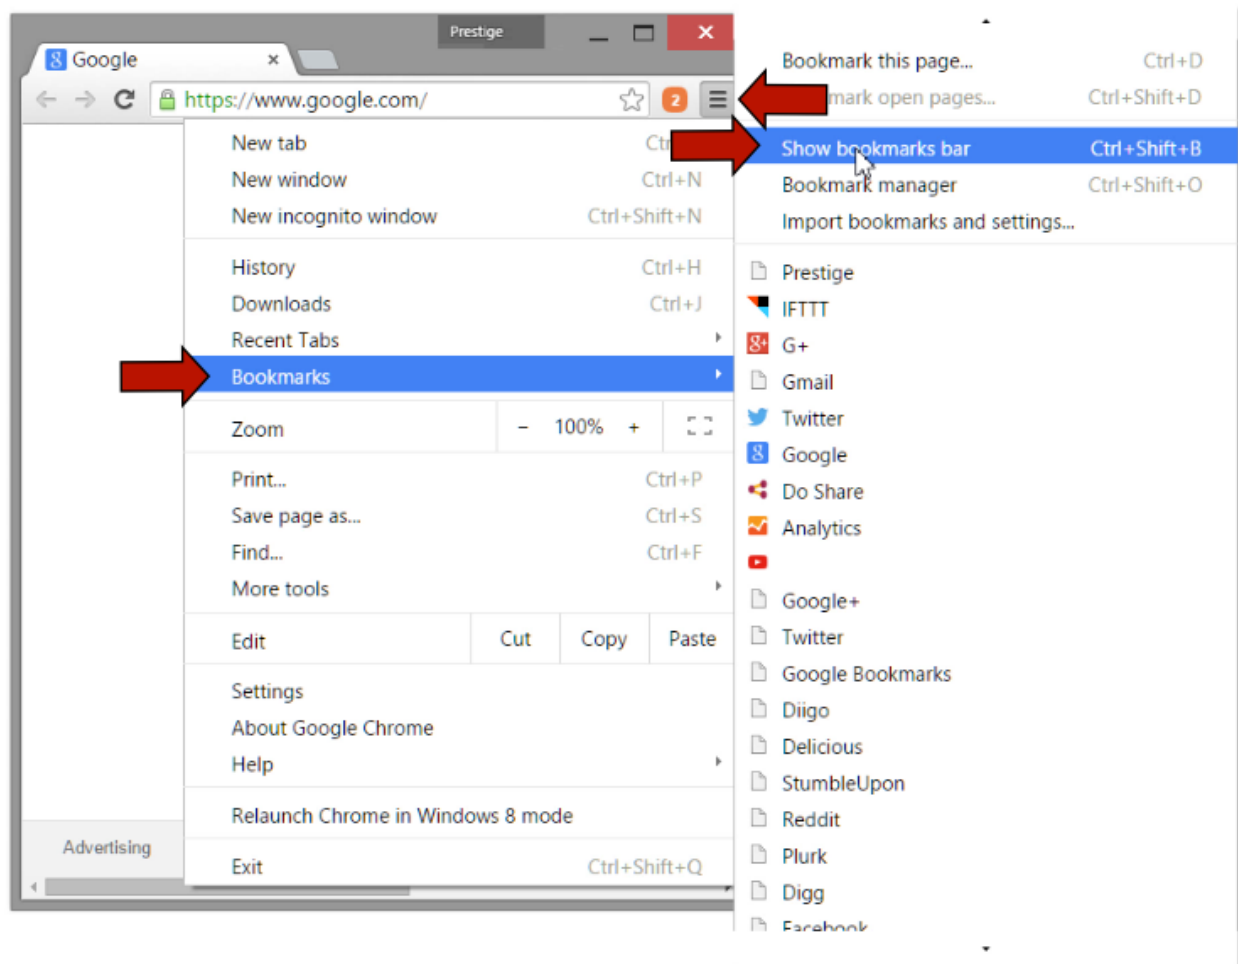 Prestige
Google
https://www.google.com/
2
New tab
New window Ctrl+N
New incognito window Ctrl+Shift+N
History Ctrl+H
Downloads Ctrl+J
Recent Tabs
Bookmarks
Zoom - 100% +
Print... Ctrl+P
Save page as... Ctrl+S
Find... Ctrl+F
More tools
Edit Cut Copy Paste
Settings
About Google Chrome
Help
Relaunch Chrome in Windows 8 mode
Exit Ctrl+Shift+Q
Advertising
Bookmark this page... Ctrl+D
mark open pages... Ctrl+Shift+D
Show bookmarks bar Ctrl+Shift+B
Bookmark manager Ctrl+Shift+O
Import bookmarks and settings...
Prestige
IFTTT
G+
Gmail
Twitter
Google
Do Share
Analytics
Google+
Twitter
Google Bookmarks
Diigo
Delicious
StumbleUpon
Reddit
Plurk
Digg
Facebook